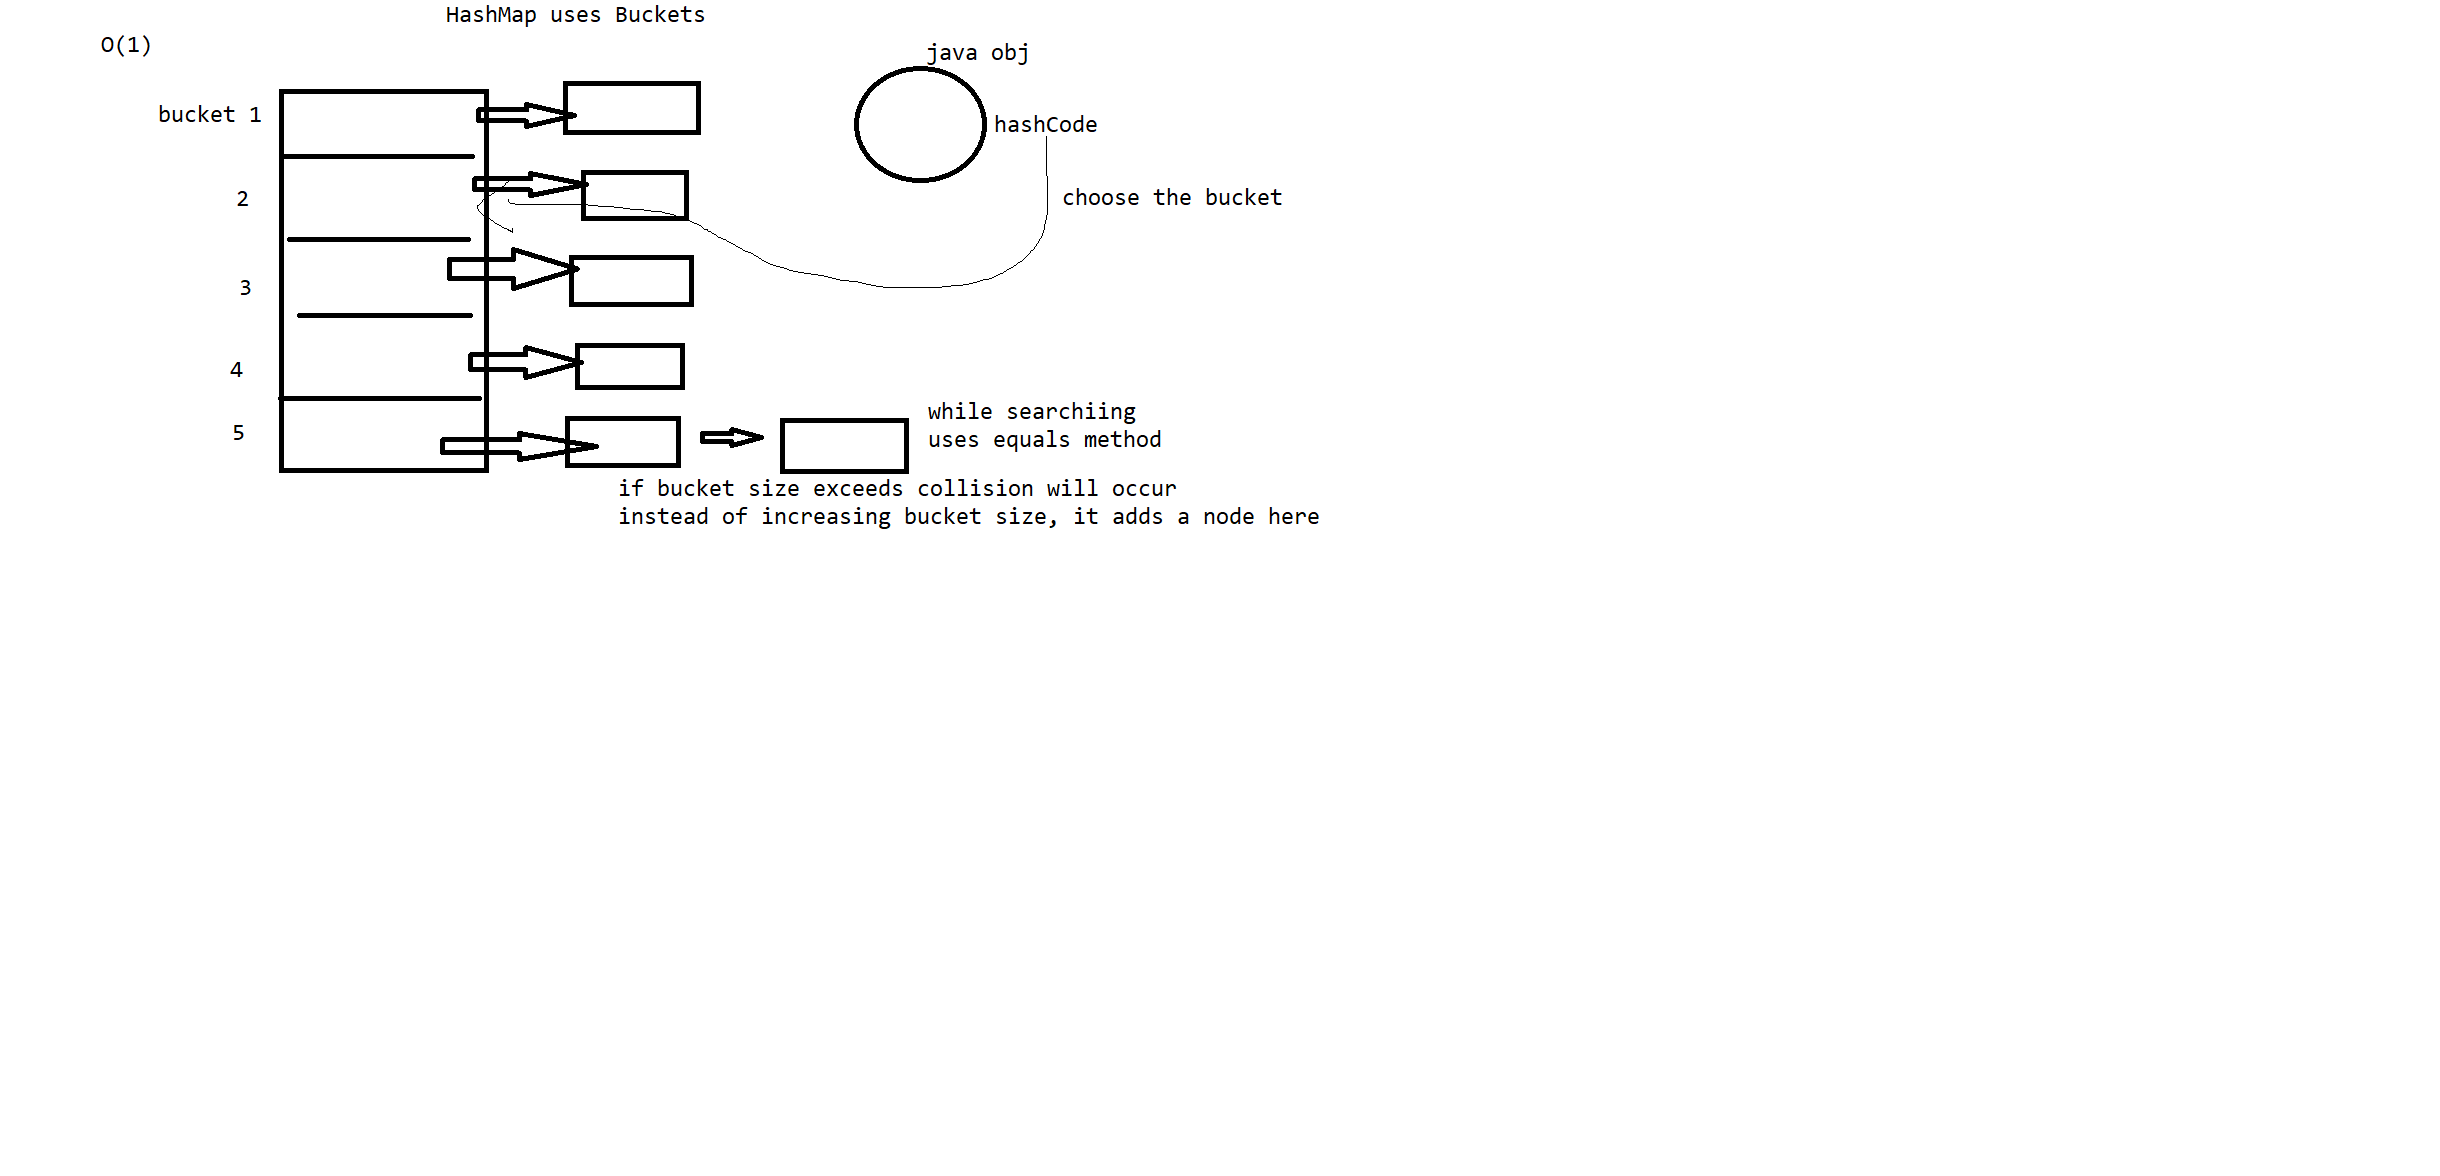 HashMap uses Buckets
O(1)
java obj
bucket 1
hashCode
2
choose the bucket
3
4
5
while searchiing
uses equals method
if bucket size exceeds collision will occur
instead of increasing bucket size, it adds a node here